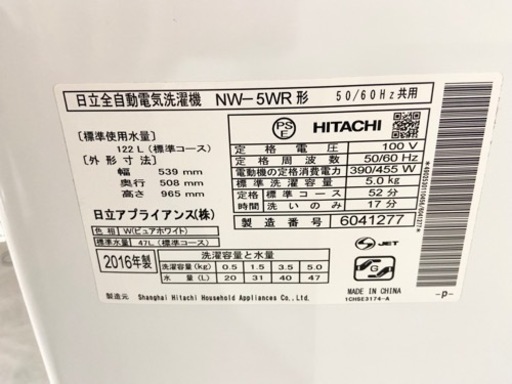 日立全自動電気洗濯機 NW-5WR形 50/60Hz共用
〔標準使用水量〕
122 L (標準コース)
〔外 形 寸 法〕
幅 539 mm
奥行 508 mm
高さ 965 mm
日立アプライアンス(株)
色 相 W(ピュアホワイト)
標準水量 47L(標準コース)
PSE HITACHI
定格電圧 100 V
定格周波数 50/60 Hz
電動機の定格消費電力 390/455 W
標準洗濯容量 5.0 kg
定格 標準コース 52 分
時間 洗いのみ 17 分
製造番号 6041277
2016年製
洗濯容量と水量
洗濯容量(kg) 0.5 1.5 3.5 5.0
水 量 (L) 20 31 40 47
S JET
G
MADE IN CHINA
製造元 Shanghai Hitachi Household Appliances Co., Ltd.
1CHSE3174-A
-p-